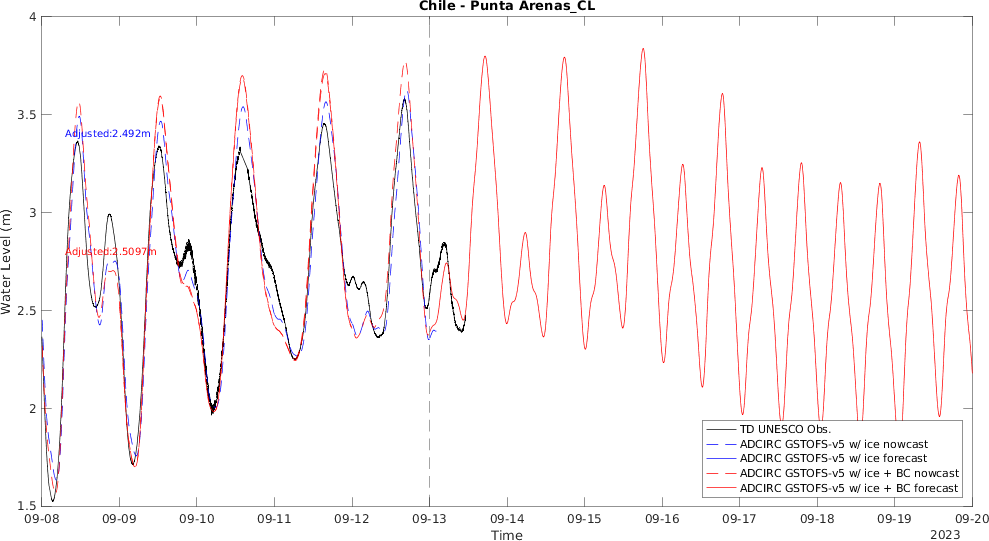 Chile - Punta Arenas_CL
4
3.5
3
2.5
2
1.5
Water Level (m)
Adjusted:2.492m
Adjusted:2.5097m
TD UNESCO Obs.
ADCIRC GSTOFS-v5 w/ ice nowcast
ADCIRC GSTOFS-v5 w/ ice forecast
ADCIRC GSTOFS-v5 w/ ice + BC nowcast
ADCIRC GSTOFS-v5 w/ ice + BC forecast
09-08 09-09 09-10 09-11 09-12 09-13 09-14 09-15 09-16 09-17 09-18 09-19 09-20
Time
2023